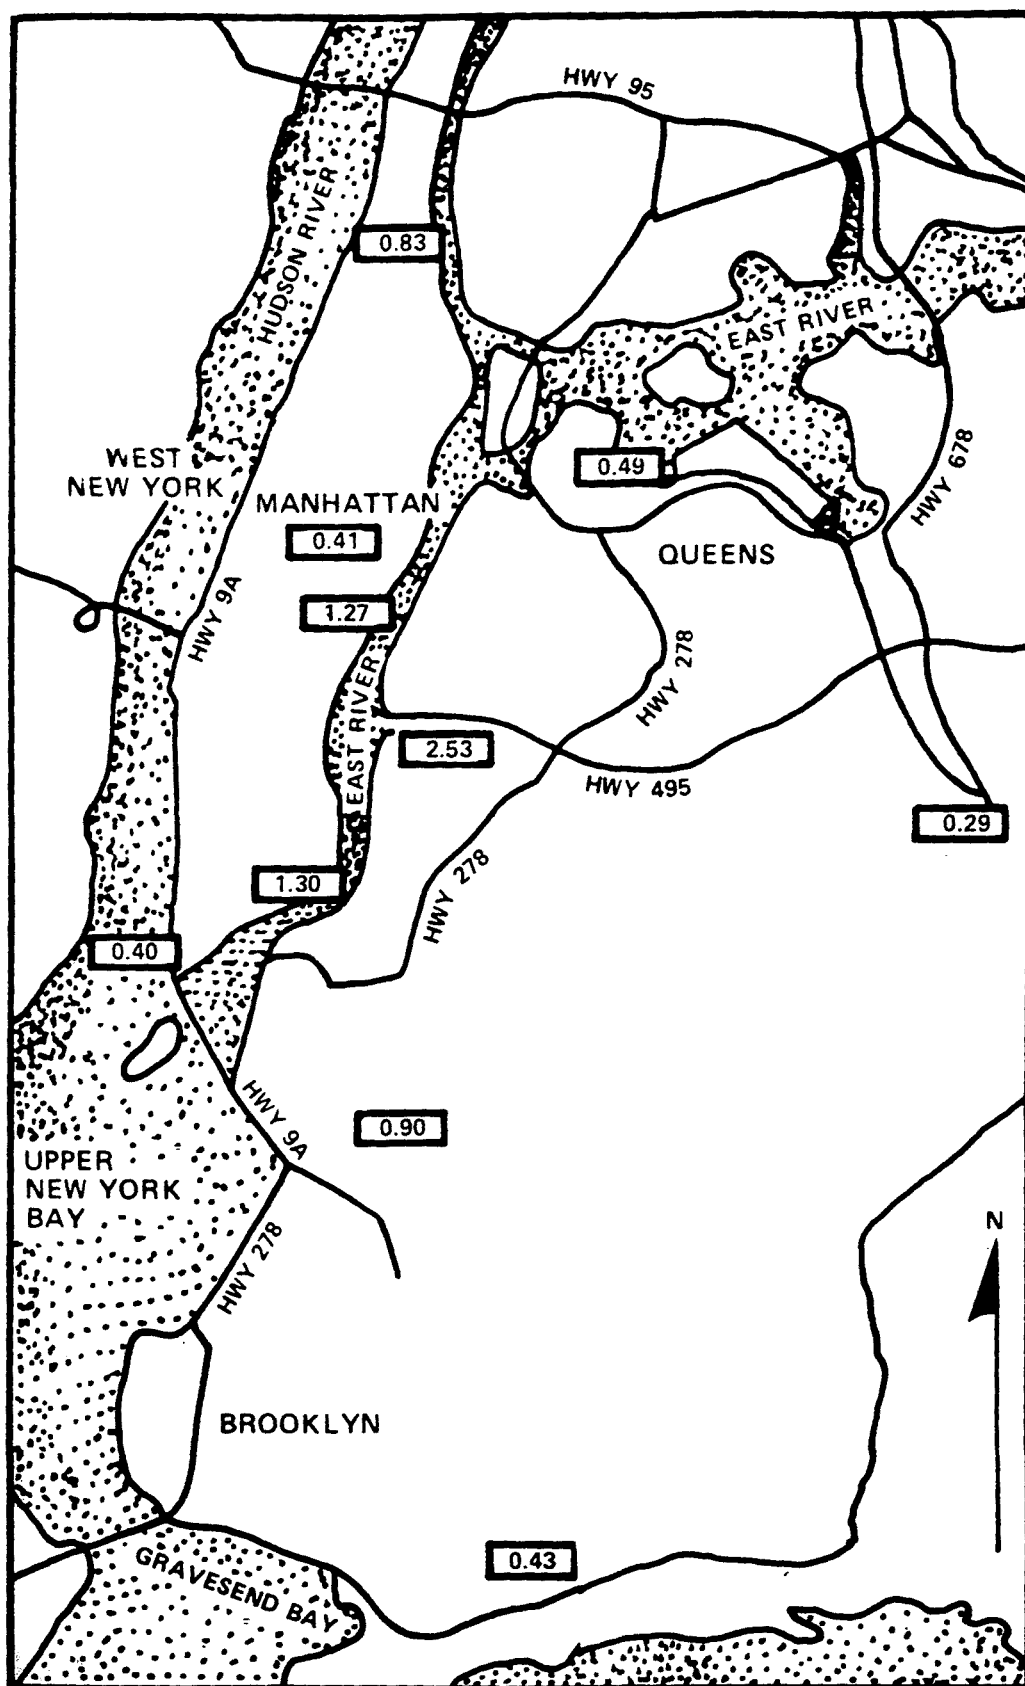 HWY 95
HUDSON RIVER
0.83
EAST RIVER
WEST
NEW YORK
MANHATTAN
0.49
HWY 678
0.41
QUEENS
1.27
HWY 9A
HWY 278
EAST RIVER
2.53
HWY 495
0.29
HWY 278
1.30
0.40
HWY 9A
0.90
UPPER
NEW YORK
BAY
N
HWY 278
BROOKLYN
GRAVESEND BAY
0.43